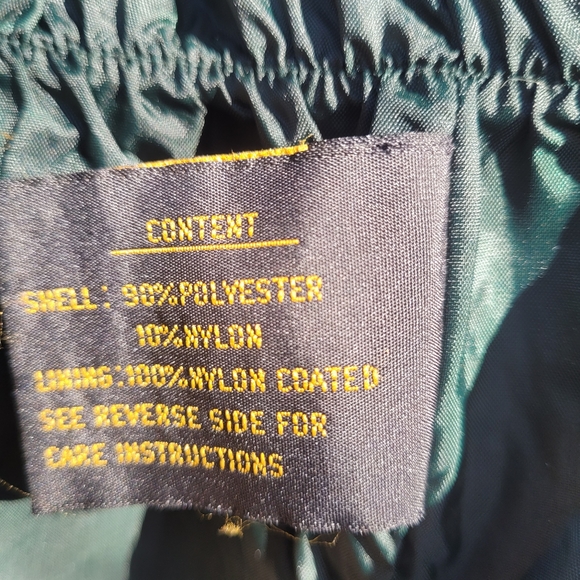 CONTENT
SHELL: 90%POLYESTER
10%NYLON
LINING:100%NYLON COATED
SEE REVERSE SIDE FOR
CARE INSTRUCTIONS